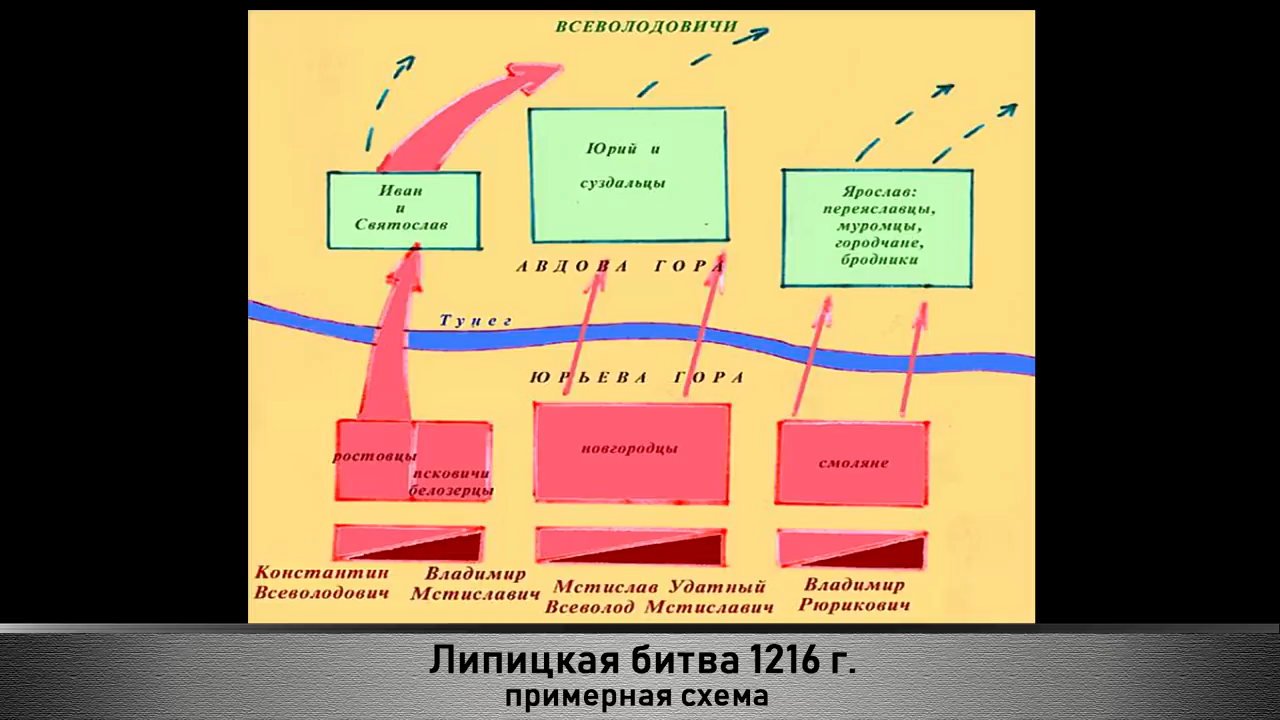 ВСЕВОЛОДОВИЧИ
Юрий и
суздальцы
Иван
и
Святослав
Ярослав:
переяславцы,
муромцы,
городчане,
бродники
АВДОВА ГОРА
Тунег
ЮРЬЕВА ГОРА
ростовцы
псковичи
белозерцы
новгородцы
смоляне
Константин
Всеволодович
Владимир
Мстиславич
Мстислав Удатный
Всеволод Мстиславич
Владимир
Рюрикович
Липицкая битва 1216 г.
примерная схема